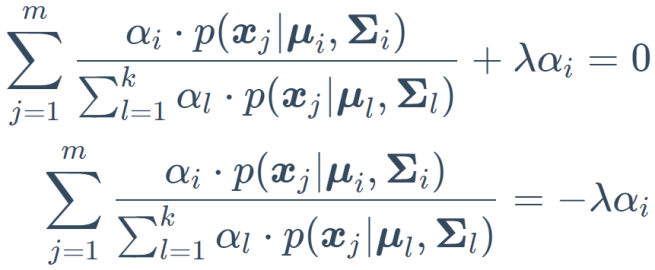 $\sum_{j=1}^{m} \frac{\alpha_i \cdot p(\boldsymbol{x}_j | \boldsymbol{\mu}_i, \boldsymbol{\Sigma}_i)}{\sum_{l=1}^{k} \alpha_l \cdot p(\boldsymbol{x}_j | \boldsymbol{\mu}_l, \boldsymbol{\Sigma}_l)} + \lambda \alpha_i = 0$
$\sum_{j=1}^{m} \frac{\alpha_i \cdot p(\boldsymbol{x}_j | \boldsymbol{\mu}_i, \boldsymbol{\Sigma}_i)}{\sum_{l=1}^{k} \alpha_l \cdot p(\boldsymbol{x}_j | \boldsymbol{\mu}_l, \boldsymbol{\Sigma}_l)} = -\lambda \alpha_i$